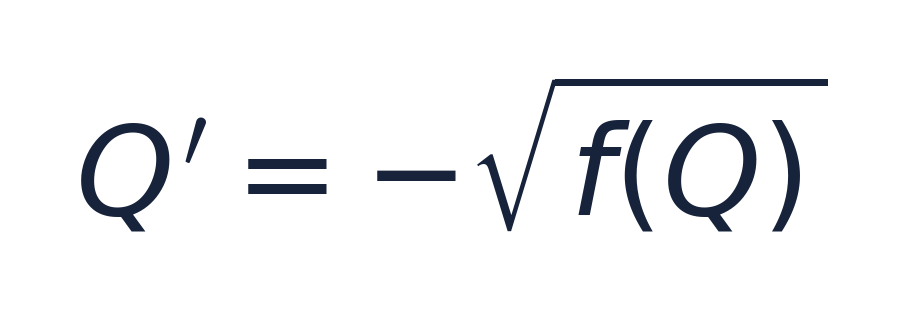 Q′ = −√f(Q)